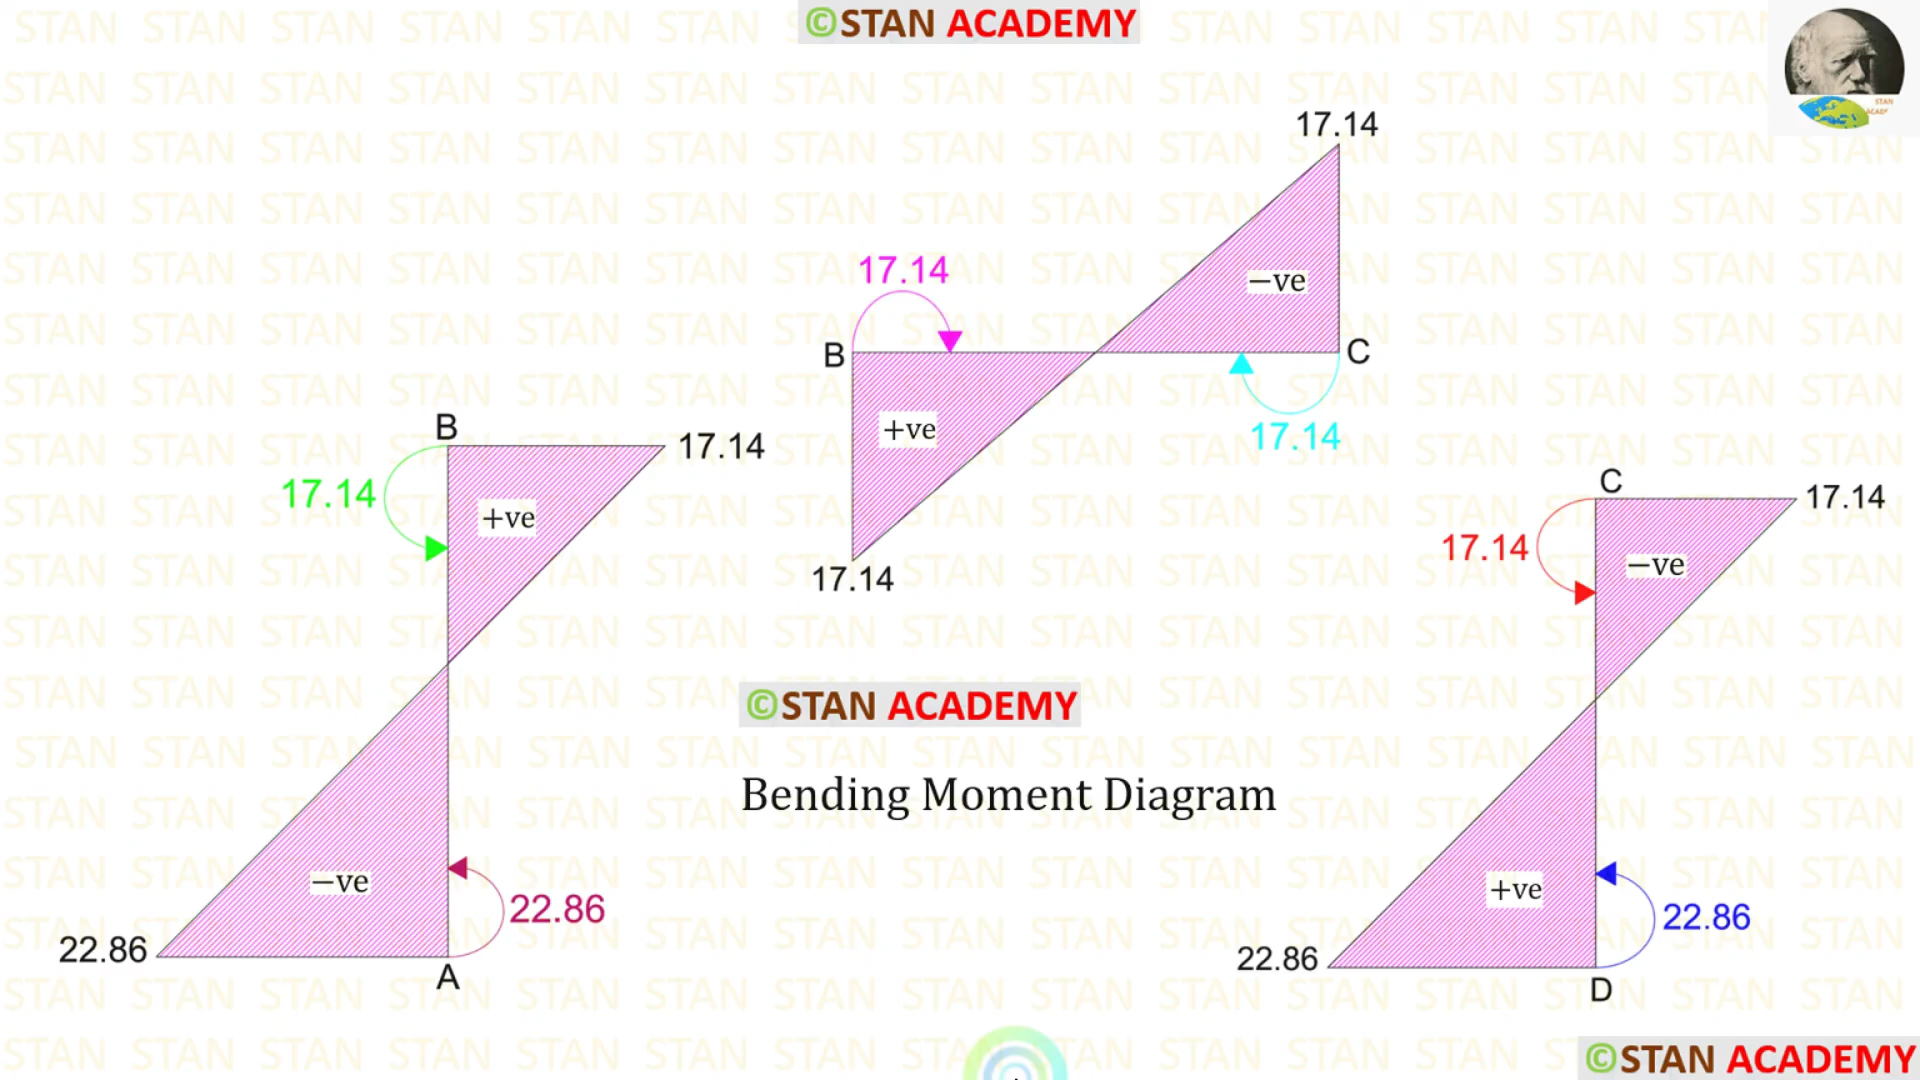 ©STAN ACADEMY
STAN
ACADY
17.14
17.14
−ve
B
C
+ve
17.14
B
17.14
17.14
+ve
17.14
C
17.14
17.14
−ve
©STAN ACADEMY
Bending Moment Diagram
−ve
22.86
22.86
A
+ve
22.86
22.86
D
©STAN ACADEMY